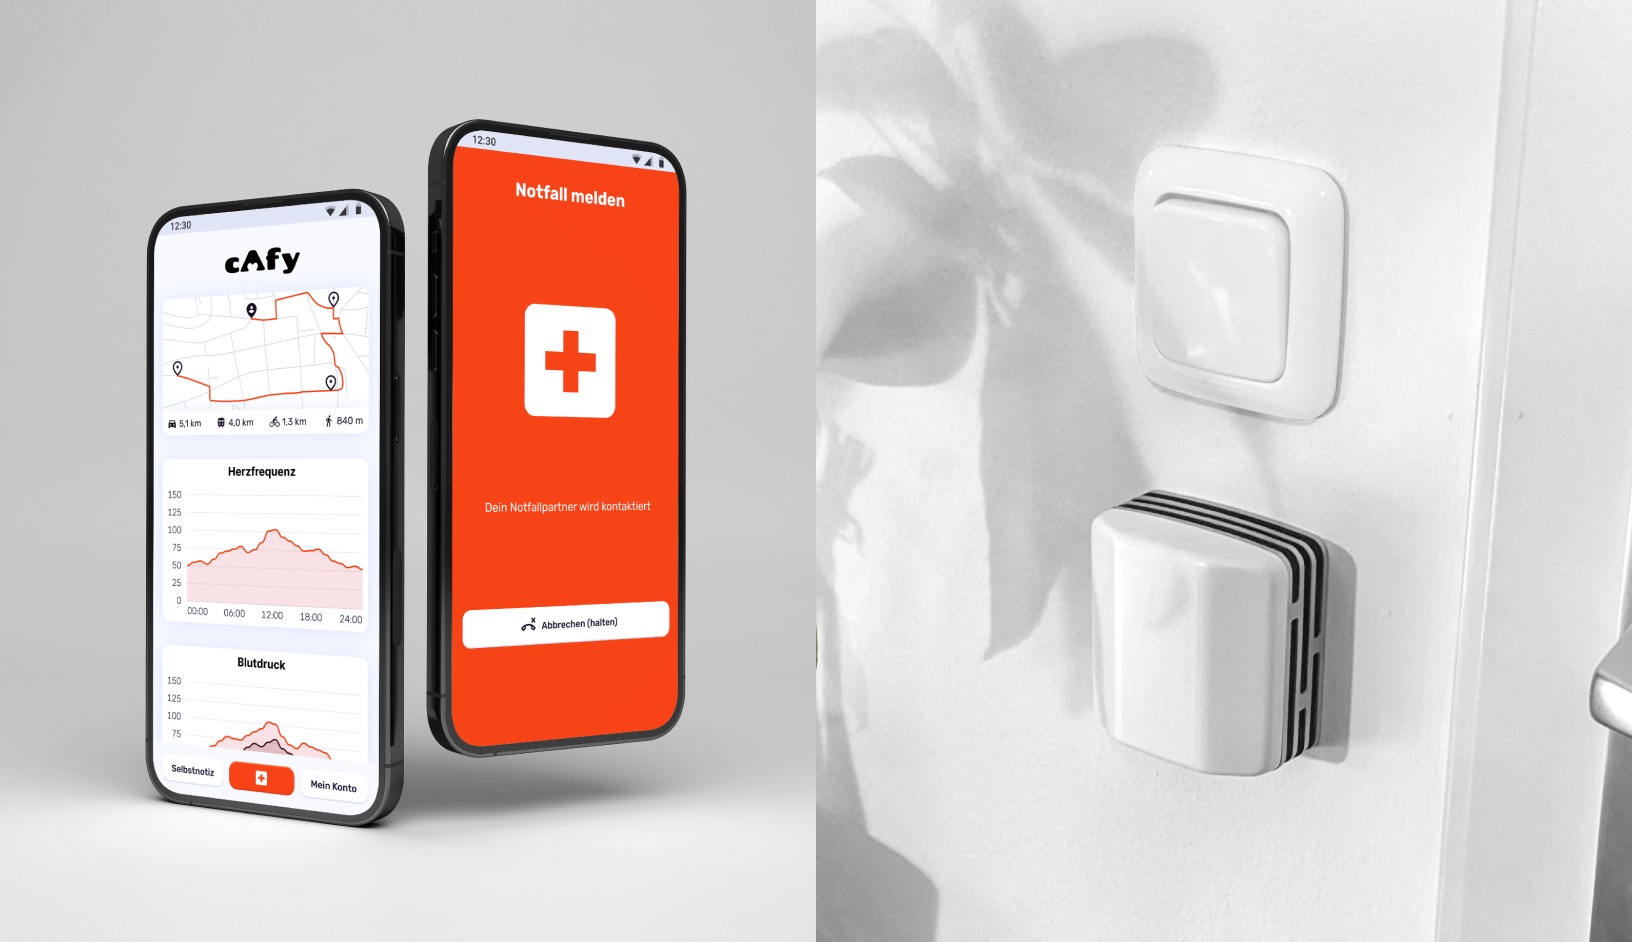 12:30
cAfy
5,1 km 4,0 km 1,3 km 840 m
Herzfrequenz
150
125
100
75
50
25
0
00:00 06:00 12:00 18:00 24:00
Blutdruck
150
125
100
75
Selbstnotiz
Mein Konto
12:30
Notfall melden
Dein Notfallpartner wird kontaktiert
Abbrechen (halten)